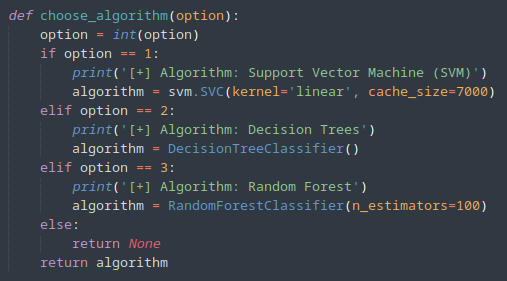 def choose_algorithm(option):
    option = int(option)
    if option == 1:
        print('[+] Algorithm: Support Vector Machine (SVM)')
        algorithm = svm.SVC(kernel='linear', cache_size=7000)
    elif option == 2:
        print('[+] Algorithm: Decision Trees')
        algorithm = DecisionTreeClassifier()
    elif option == 3:
        print('[+] Algorithm: Random Forest')
        algorithm = RandomForestClassifier(n_estimators=100)
    else:
        return None
    return algorithm